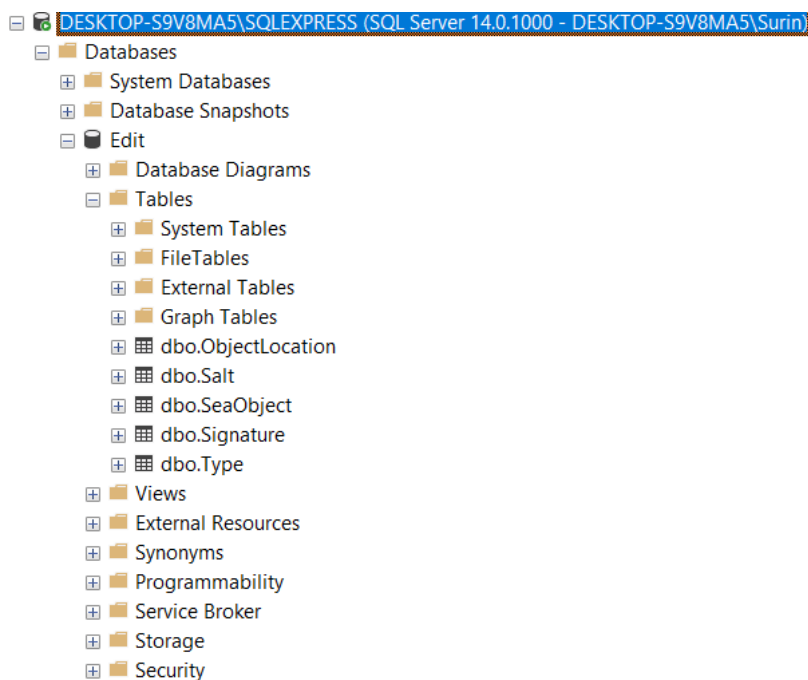 DESKTOP-S9V8MA5\SQLEXPRESS (SQL Server 14.0.1000 - DESKTOP-S9V8MA5\Surin)
Databases
System Databases
Database Snapshots
Edit
Database Diagrams
Tables
System Tables
FileTables
External Tables
Graph Tables
dbo.ObjectLocation
dbo.Salt
dbo.SeaObject
dbo.Signature
dbo.Type
Views
External Resources
Synonyms
Programmability
Service Broker
Storage
Security